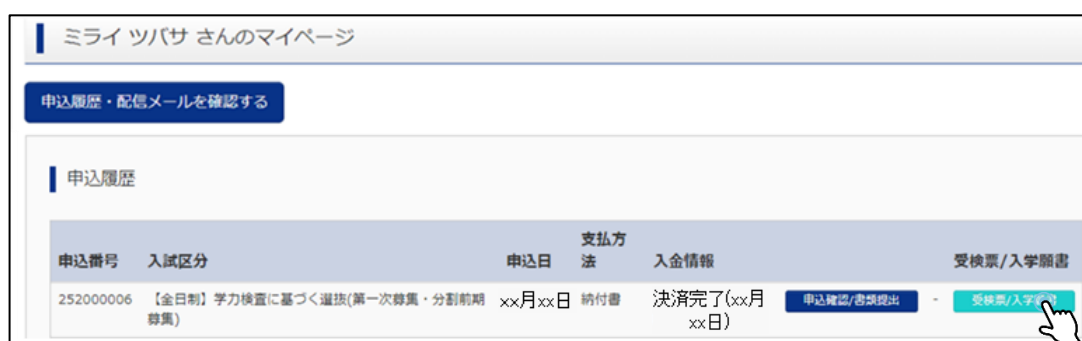 ミライ ツバサ さんのマイページ
申込履歴・配信メールを確認する
申込履歴
申込番号 入試区分 申込日 支払方法 入金情報 受検票/入学願書
252000006 【全日制】学力検査に基づく選抜(第一次募集・分割前期募集) xx月xx日 納付書 決済完了(xx月xx日) 申込確認/書類提出 - 受検票/入学